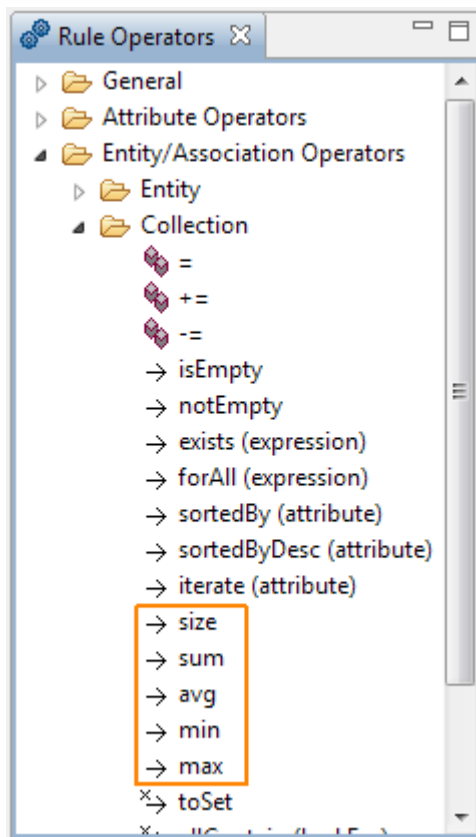 Rule Operators
General
Attribute Operators
Entity/Association Operators
Entity
Collection
=
+=
-=
isEmpty
notEmpty
exists (expression)
forAll (expression)
sortedBy (attribute)
sortedByDesc (attribute)
iterate (attribute)
size
sum
avg
min
max
toSet